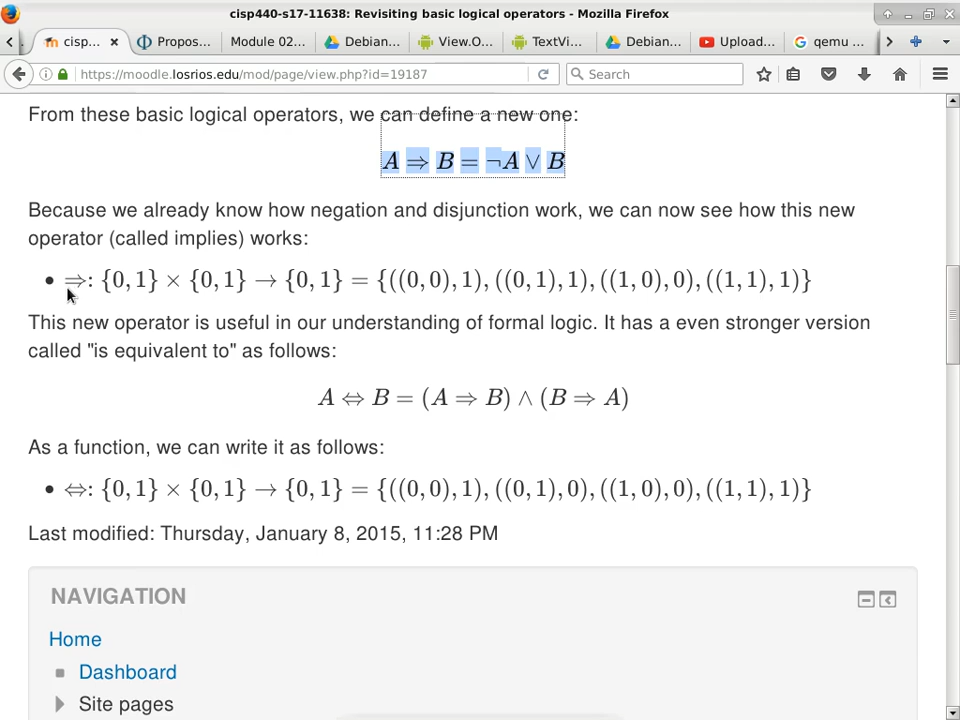 cisp440-s17-11638: Revisiting basic logical operators - Mozilla Firefox
cisp... Propos... Module 02... Debian... View.O... TextVi... Debian... Upload... qemu ...
https://moodle.losrios.edu/mod/page/view.php?id=19187 Search
From these basic logical operators, we can define a new one:
A ⇒ B = ¬A ∨ B
Because we already know how negation and disjunction work, we can now see how this new
operator (called implies) works:
• ⇒: {0, 1} × {0, 1} → {0, 1} = {((0, 0), 1), ((0, 1), 1), ((1, 0), 0), ((1, 1), 1)}
This new operator is useful in our understanding of formal logic. It has a even stronger version
called "is equivalent to" as follows:
A ⇔ B = (A ⇒ B) ∧ (B ⇒ A)
As a function, we can write it as follows:
• ⇔: {0, 1} × {0, 1} → {0, 1} = {((0, 0), 1), ((0, 1), 0), ((1, 0), 0), ((1, 1), 1)}
Last modified: Thursday, January 8, 2015, 11:28 PM
NAVIGATION
Home
Dashboard
Site pages